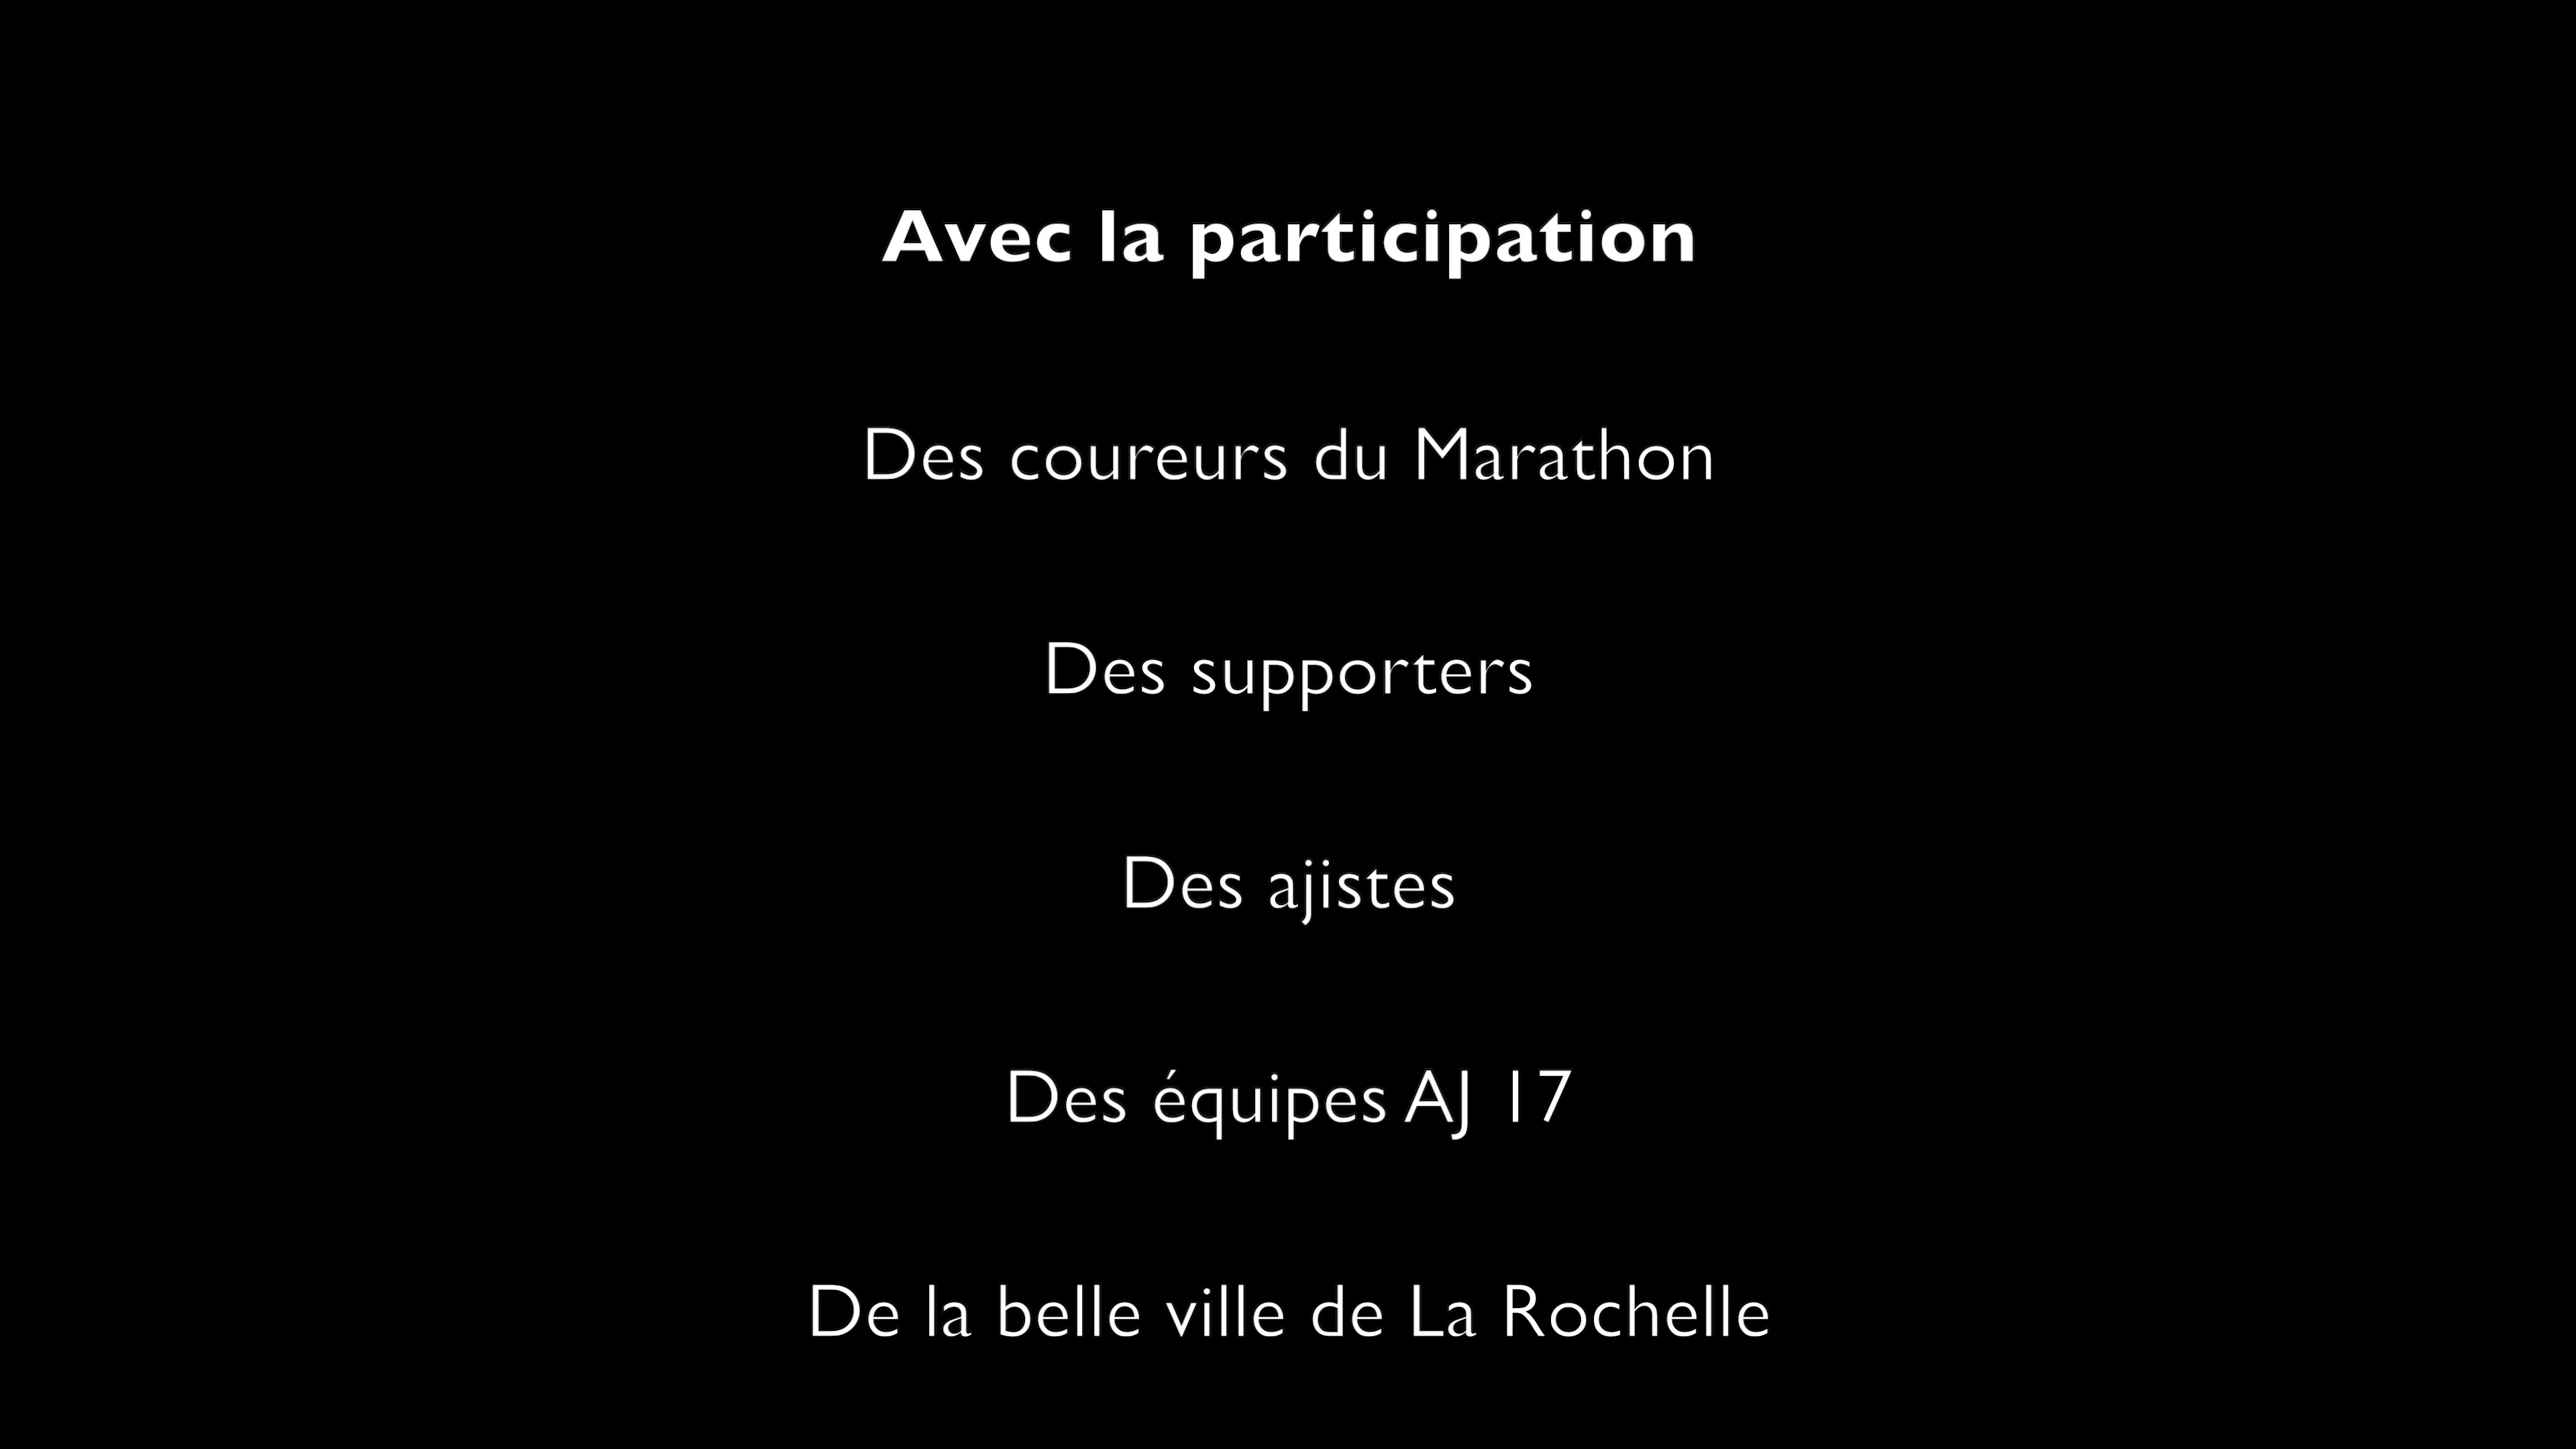 Avec la participation
Des coureurs du Marathon
Des supporters
Des ajistes
Des équipes AJ 17
De la belle ville de La Rochelle